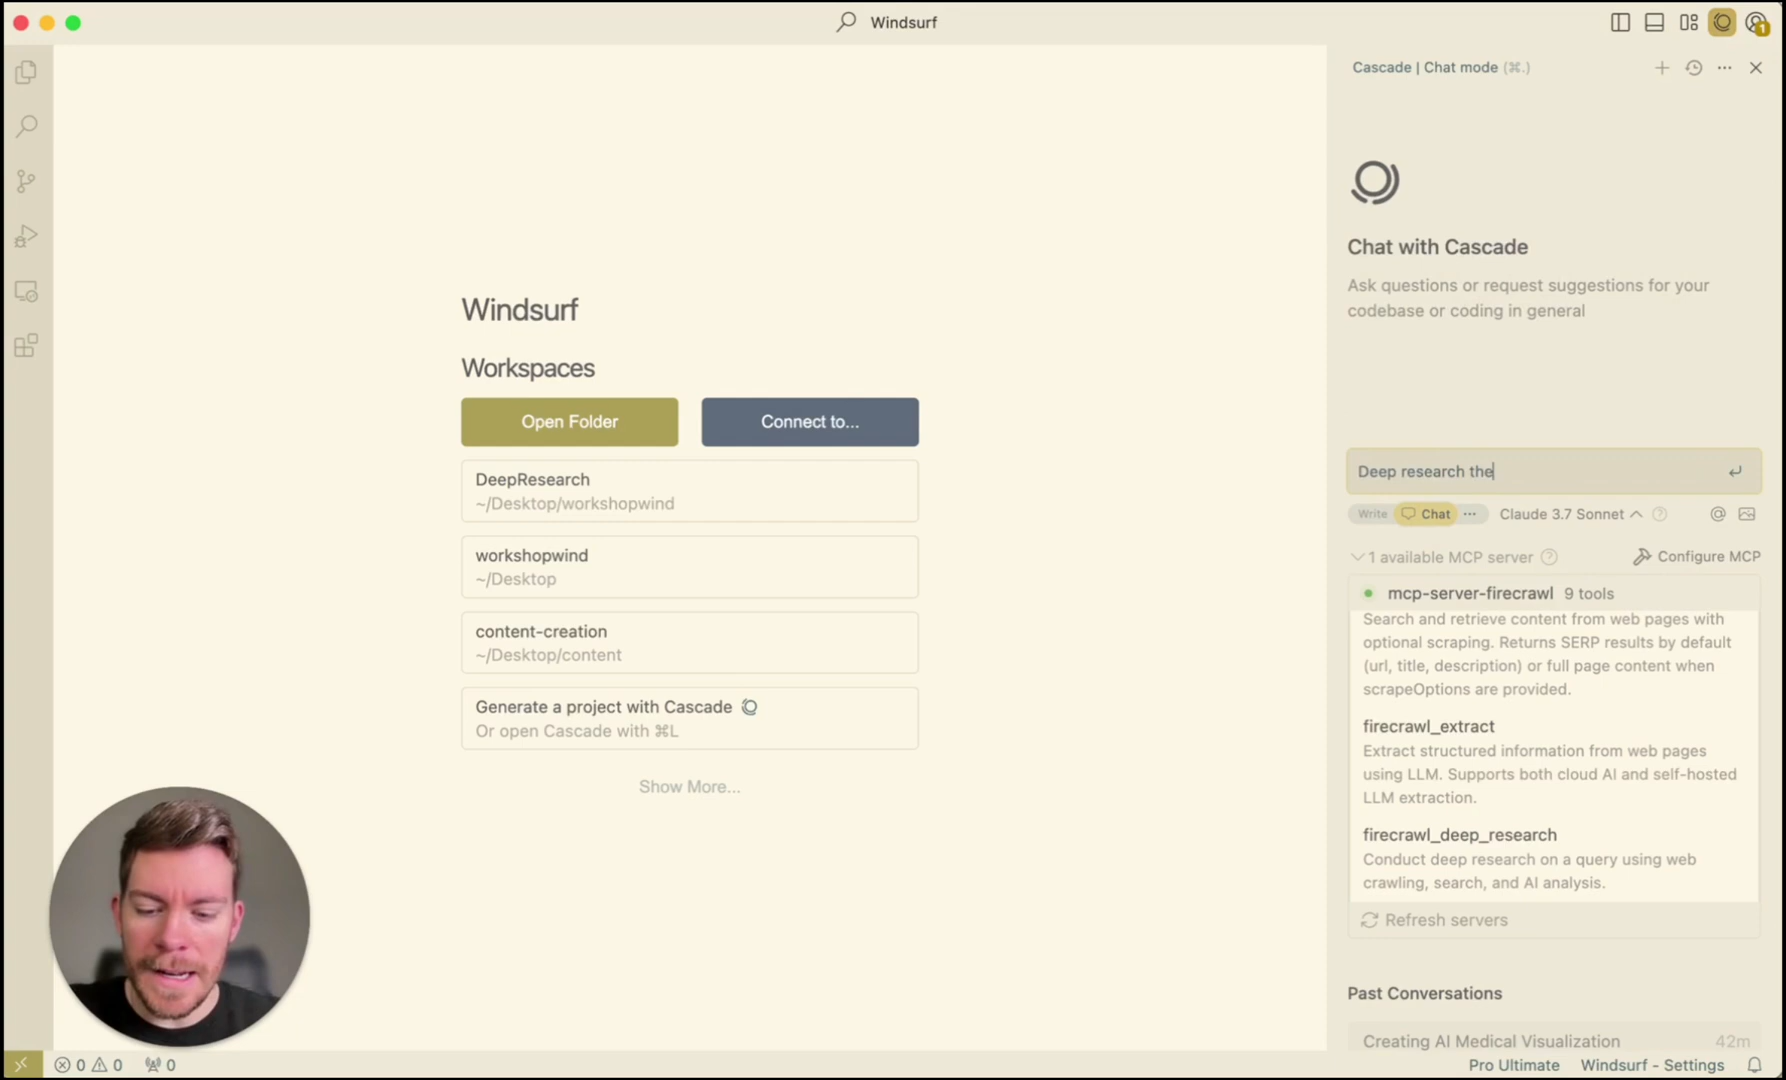 Windsurf
1
Cascade | Chat mode (⌘.)
Chat with Cascade
Ask questions or request suggestions for your
codebase or coding in general
Windsurf
Workspaces
Open Folder
Connect to...
DeepResearch
~/Desktop/workshopwind
workshopwind
~/Desktop
content-creation
~/Desktop/content
Generate a project with Cascade
Or open Cascade with ⌘L
Show More...
Deep research the
Write Chat ... Claude 3.7 Sonnet
1 available MCP server Configure MCP
mcp-server-firecrawl 9 tools
Search and retrieve content from web pages with
optional scraping. Returns SERP results by default
(url, title, description) or full page content when
scrapeOptions are provided.
firecrawl_extract
Extract structured information from web pages
using LLM. Supports both cloud AI and self-hosted
LLM extraction.
firecrawl_deep_research
Conduct deep research on a query using web
crawling, search, and AI analysis.
Refresh servers
Past Conversations
Creating AI Medical Visualization 42m
0 0 0
Pro Ultimate Windsurf - Settings